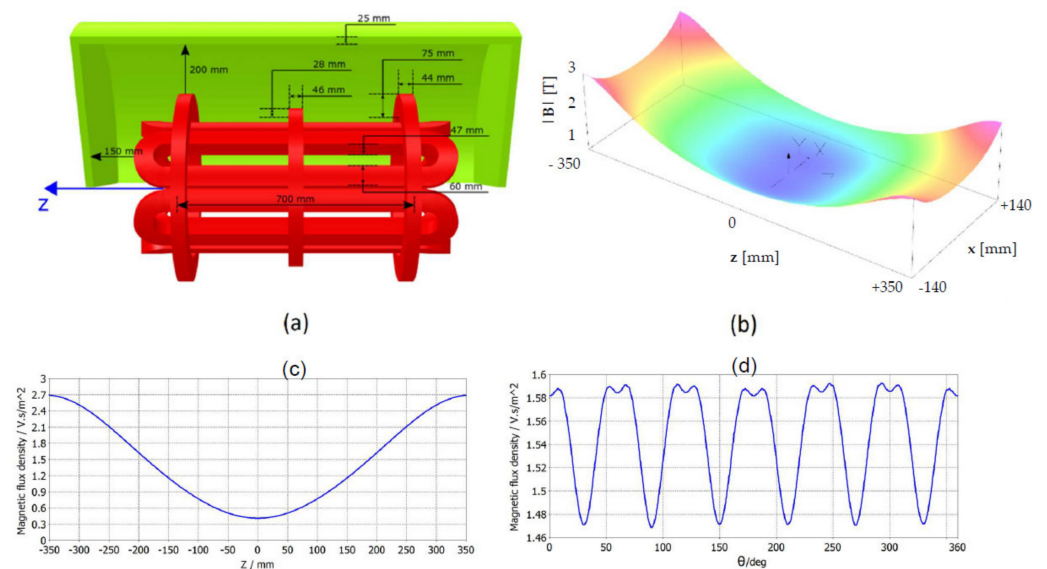 25 mm
200 mm
75 mm
28 mm
44 mm
46 mm
47 mm
150 mm
60 mm
Z
700 mm
(a)
3
2
1
|B| [T]
- 350
0
z [mm]
+350
-140
x [mm]
+140
Y
X
(b)
(c)
3
2.7
2.4
2.1
1.8
1.5
1.2
0.9
0.6
0.3
0
Magnetic flux density / V.s/m^2
-350 -300 -250 -200 -150 -100 -50 0 50 100 150 200 250 300 350
Z / mm
(d)
1.6
1.58
1.56
1.54
1.52
1.5
1.48
1.46
Magnetic flux density / V.s/m^2
0 50 100 150 200 250 300 360
θ/deg